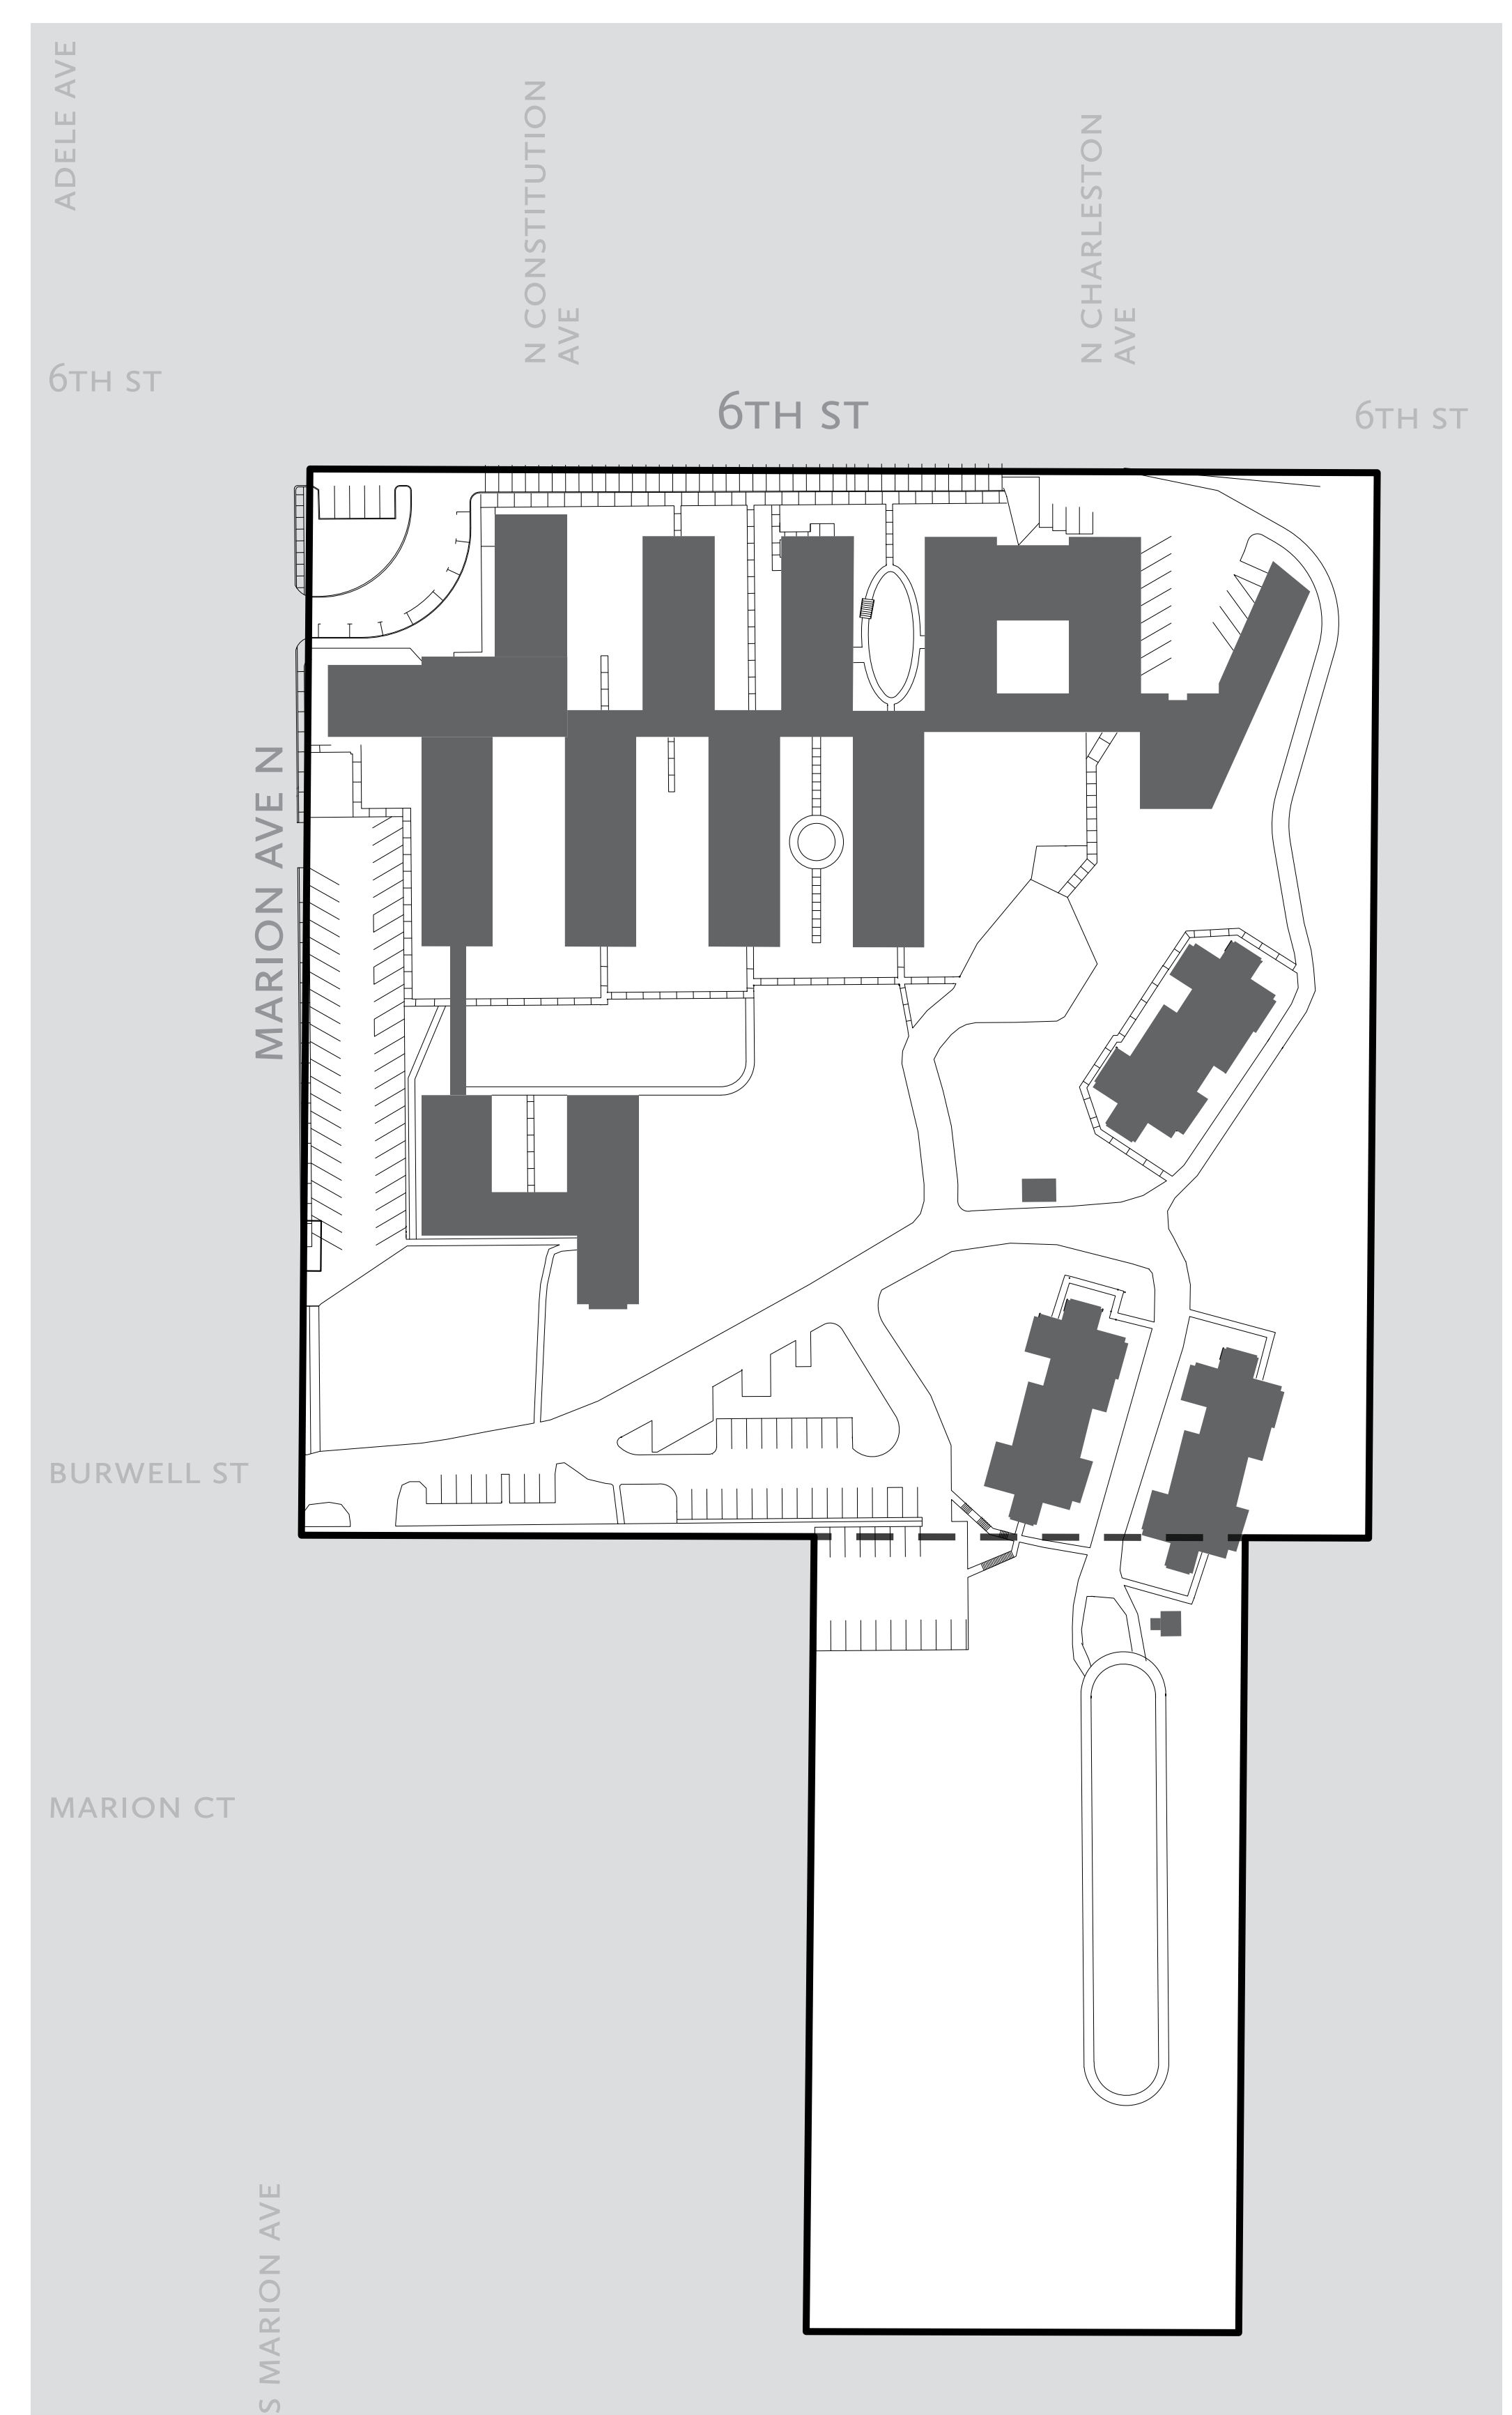 ADELE AVE
N CONSTITUTION
AVE
N CHARLESTON
AVE
6TH ST
6TH ST
6TH ST
MARION AVE N
BURWELL ST
MARION CT
S MARION AVE